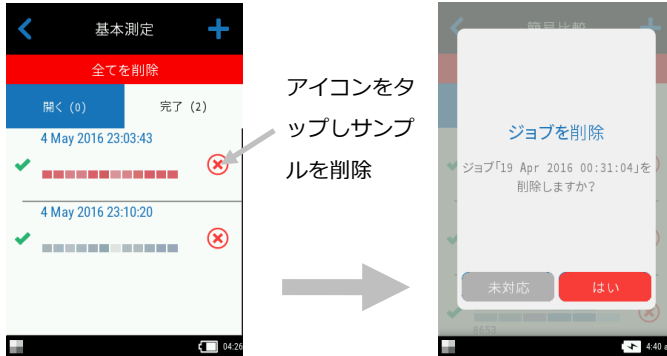 基本測定
全てを削除
開く (0)
完了 (2)
4 May 2016 23:03:43
4 May 2016 23:10:20
04:26
アイコンをタ
ップしサンプ
ルを削除
簡易比較
ジョブを削除
ジョブ「19 Apr 2016 00:31:04」を
削除しますか?
未対応
はい
8653
4:40 a